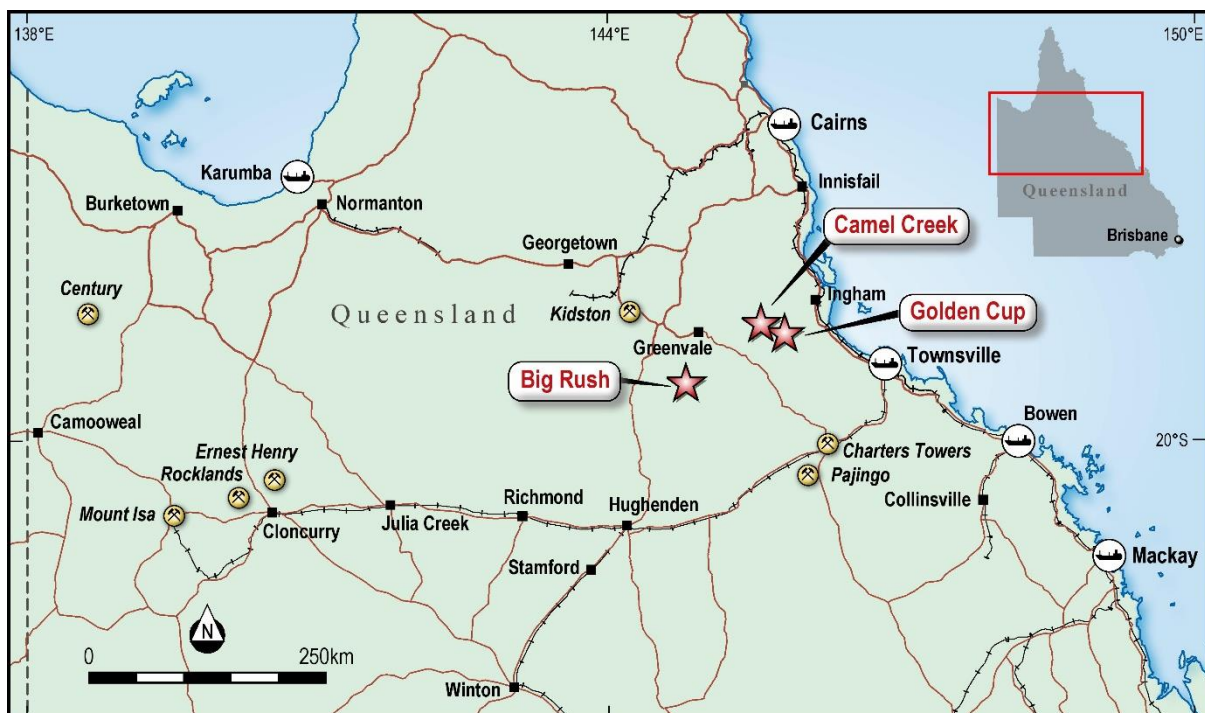 138°E
144°E
150°E
Cairns
Karumba
Innisfail
Burketown
Normanton
Queensland
Camel Creek
Brisbane
Georgetown
Century
Queensland
Kidston
Ingham
Golden Cup
Greenvale
Townsville
Big Rush
Camooweal
Bowen
20°S
Ernest Henry
Charters Towers
Rocklands
Pajingo
Mount Isa
Richmond
Hughenden
Collinsville
Cloncurry
Julia Creek
Mackay
Stamford
N
0
250km
Winton